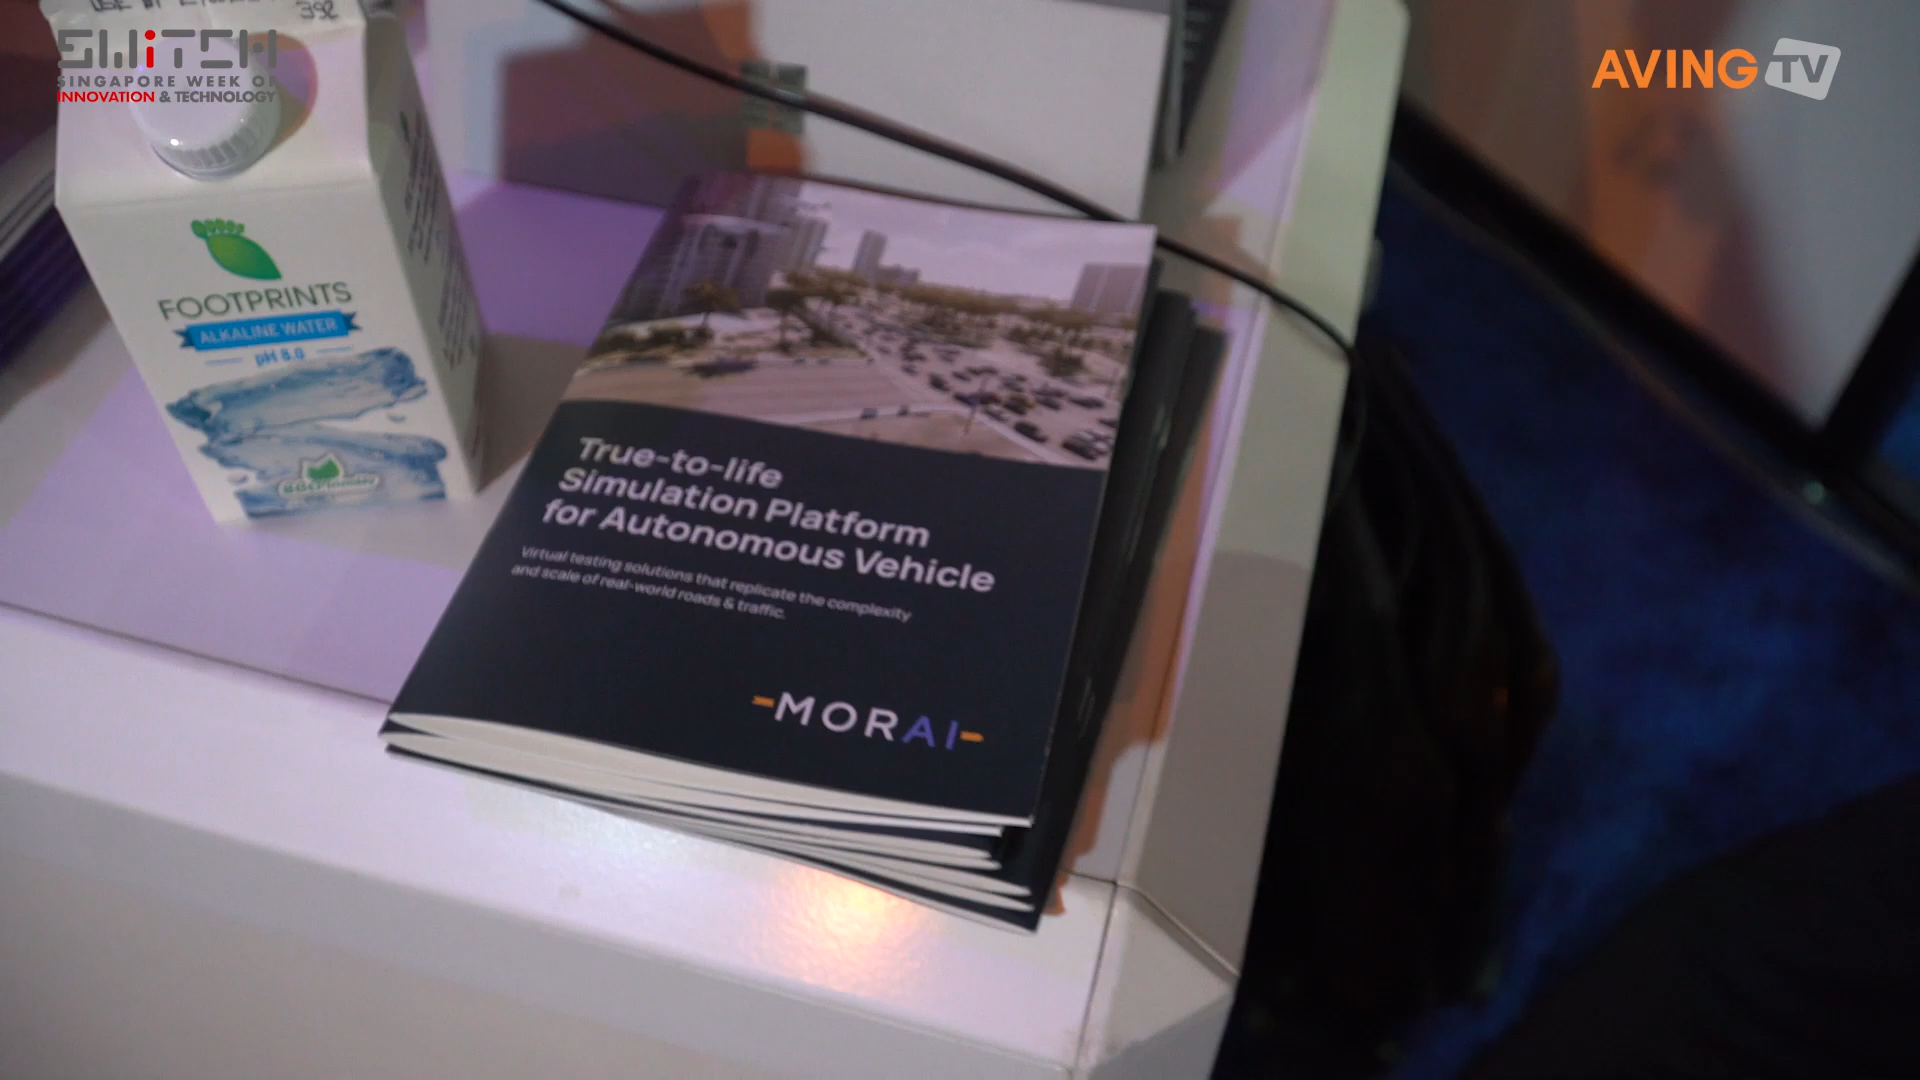 SWiTCH
SINGAPORE WEEK OF
INNOVATION & TECHNOLOGY
AVING TV
392
FOOTPRINTS
ALKALINE WATER
pH 8.0
True-to-life
Simulation Platform
for Autonomous Vehicle
Virtual testing solutions that replicate the complexity
and scale of real-world roads & traffic.
MORAI